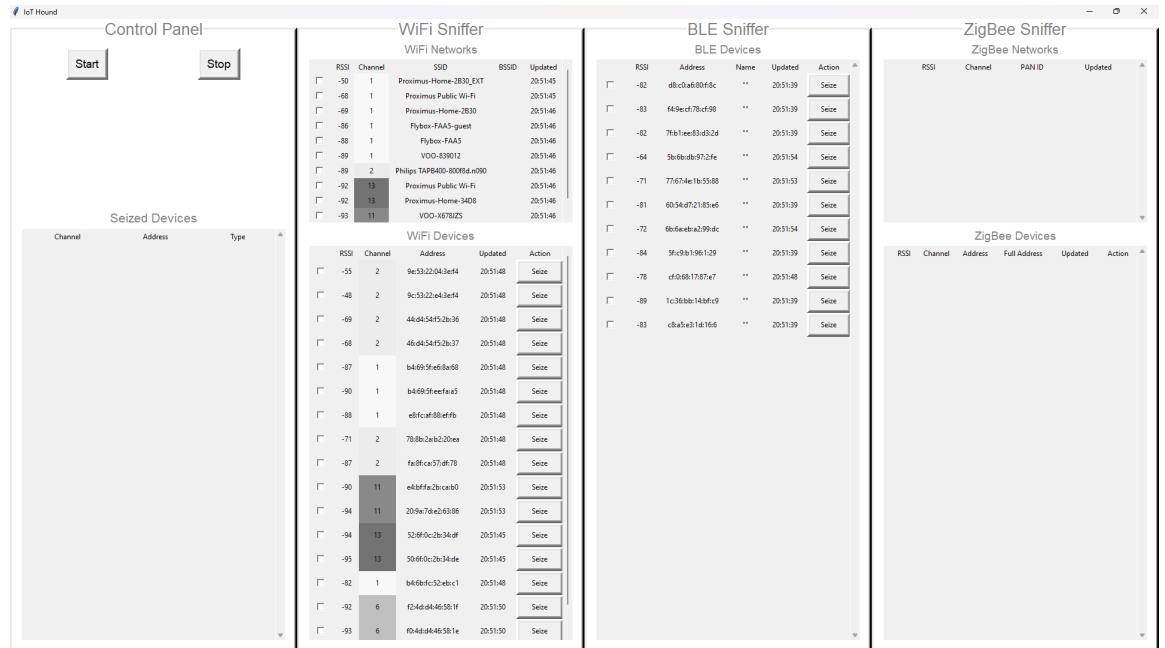 IoT Hound
Control Panel
Start
Stop
Seized Devices
Channel Address Type
WiFi Sniffer
WiFi Networks
RSSI Channel SSID BSSID Updated
-50 1 Proximus-Home-2B30_EXT 20:51:45
-68 1 Proximus Public Wi-Fi 20:51:45
-69 1 Proximus-Home-2B30 20:51:46
-86 1 Flybox-FAA5-guest 20:51:46
-88 1 Flybox-FAA5 20:51:46
-89 1 VOO-839012 20:51:46
-89 2 Philips TAPB400-800f8d.n090 20:51:46
-92 13 Proximus Public Wi-Fi 20:51:46
-92 13 Proximus-Home-34D8 20:51:46
-93 11 VOO-X678JZS 20:51:46
WiFi Devices
RSSI Channel Address Updated Action
-55 2 9e:53:22:04:3e:f4 20:51:48 Seize
-48 2 9c:53:22:e4:3e:f4 20:51:48 Seize
-69 2 44:d4:54:f5:2b:36 20:51:48 Seize
-68 2 46:d4:54:f5:2b:37 20:51:48 Seize
-87 1 b4:69:5f:e6:8a:68 20:51:48 Seize
-90 1 b4:69:5f:ee:fa:a5 20:51:48 Seize
-88 1 e8:fc:af:88:ef:fb 20:51:48 Seize
-71 2 78:8b:2a:b2:20:ea 20:51:48 Seize
-87 2 fa:8f:ca:57:df:78 20:51:48 Seize
-90 11 e4:bf:fa:2b:ca:b0 20:51:53 Seize
-94 11 20:9a:7d:e2:63:86 20:51:53 Seize
-94 13 52:6f:0c:2b:34:df 20:51:45 Seize
-95 13 50:6f:0c:2b:34:de 20:51:45 Seize
-82 1 b4:6b:fc:52:eb:c1 20:51:48 Seize
-92 6 f2:4d:d4:46:58:1f 20:51:50 Seize
-93 6 f0:4d:d4:46:58:1e 20:51:50 Seize
BLE Sniffer
BLE Devices
RSSI Address Name Updated Action
-82 d8:c0:a6:80:f:8c "" 20:51:39 Seize
-83 f4:9e:cf:78:cf:98 "" 20:51:39 Seize
-82 7f:b1:ee:83:d3:2d "" 20:51:39 Seize
-64 5b:6b:db:97:2:fe "" 20:51:54 Seize
-71 77:67:4e:1b:55:88 "" 20:51:53 Seize
-81 60:54:d7:21:85:e6 "" 20:51:39 Seize
-72 6b:6a:eb:a2:99:dc "" 20:51:54 Seize
-84 5f:c9:b1:96:1:29 "" 20:51:39 Seize
-78 cf:0:68:17:87:e7 "" 20:51:48 Seize
-89 1c:36:bb:14:bf:c9 "" 20:51:39 Seize
-83 c8:a5:e3:1d:16:6 "" 20:51:39 Seize
ZigBee Sniffer
ZigBee Networks
RSSI Channel PAN ID Updated
ZigBee Devices
RSSI Channel Address Full Address Updated Action